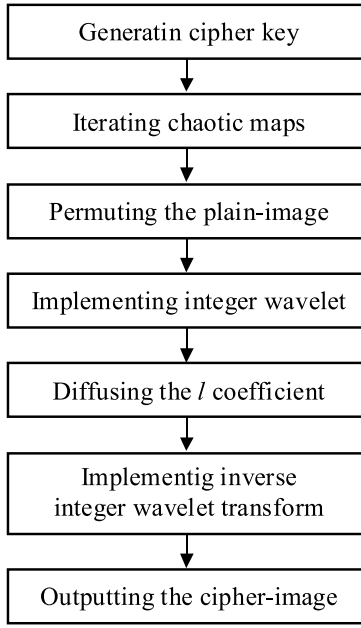 Generatin cipher key
Iterating chaotic maps
Permuting the plain-image
Implementing integer wavelet
Diffusing the l coefficient
Implementig inverse
integer wavelet transform
Outputting the cipher-image